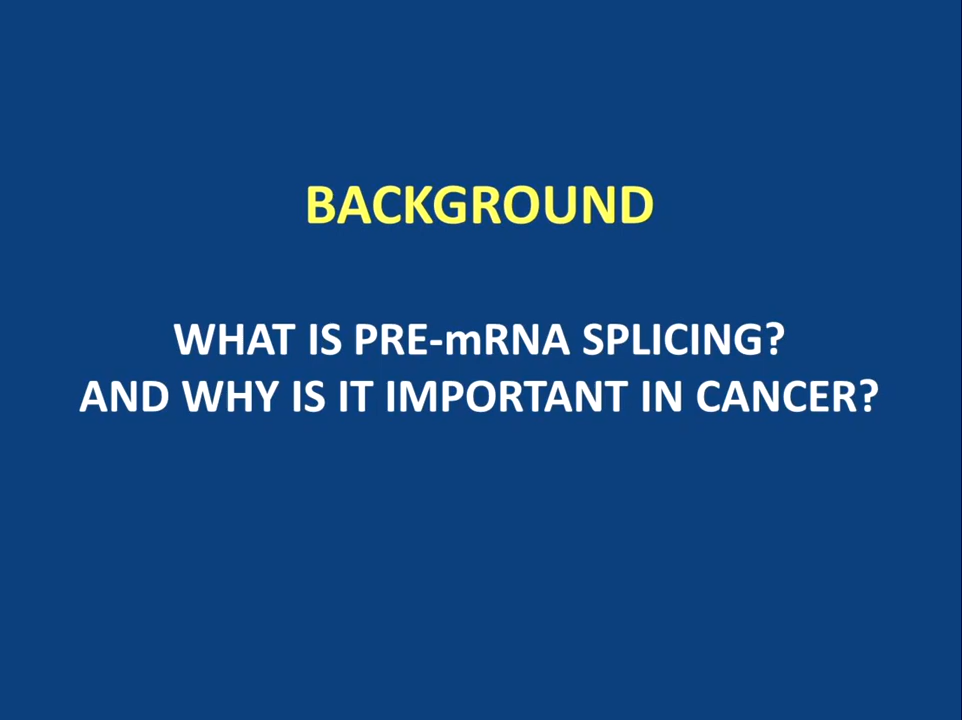 BACKGROUND
WHAT IS PRE-mRNA SPLICING?
AND WHY IS IT IMPORTANT IN CANCER?